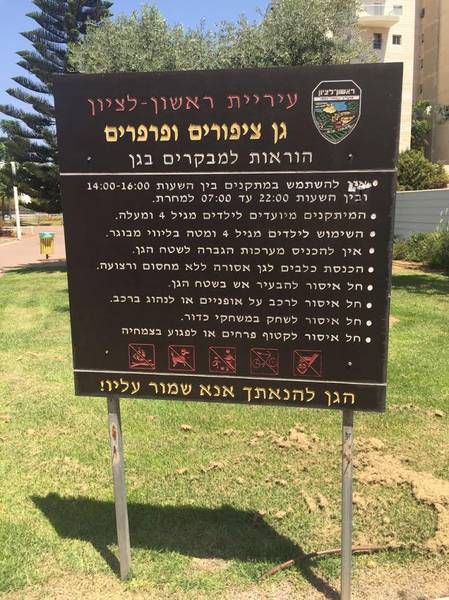 עיריית ראשון-לציון
ראשון-לציון
גן ציפורים ופרפרים
הוראות למבקרים בגן
אין להשתמש במתקנים בין השעות 14:00-16:00
ובין השעות 22:00 עד 07:00 למחרת.
המיתקנים מיועדים לילדים מגיל 4 ומעלה.
השימוש לילדים מגיל 4 ומטה בליווי מבוגר.
אין להכניס מערכות הגברה לשטח הגן.
הכנסת כלבים לגן אסורה ללא מחסום ורצועה.
חל איסור להבעיר אש בשטח הגן.
חל איסור לרכב על אופניים או לנהוג ברכב.
חל איסור לשחק במשחקי כדור.
חל איסור לקטוף פרחים או לפגוע בצמחיה
הגן להנאתך אנא שמור עליו!